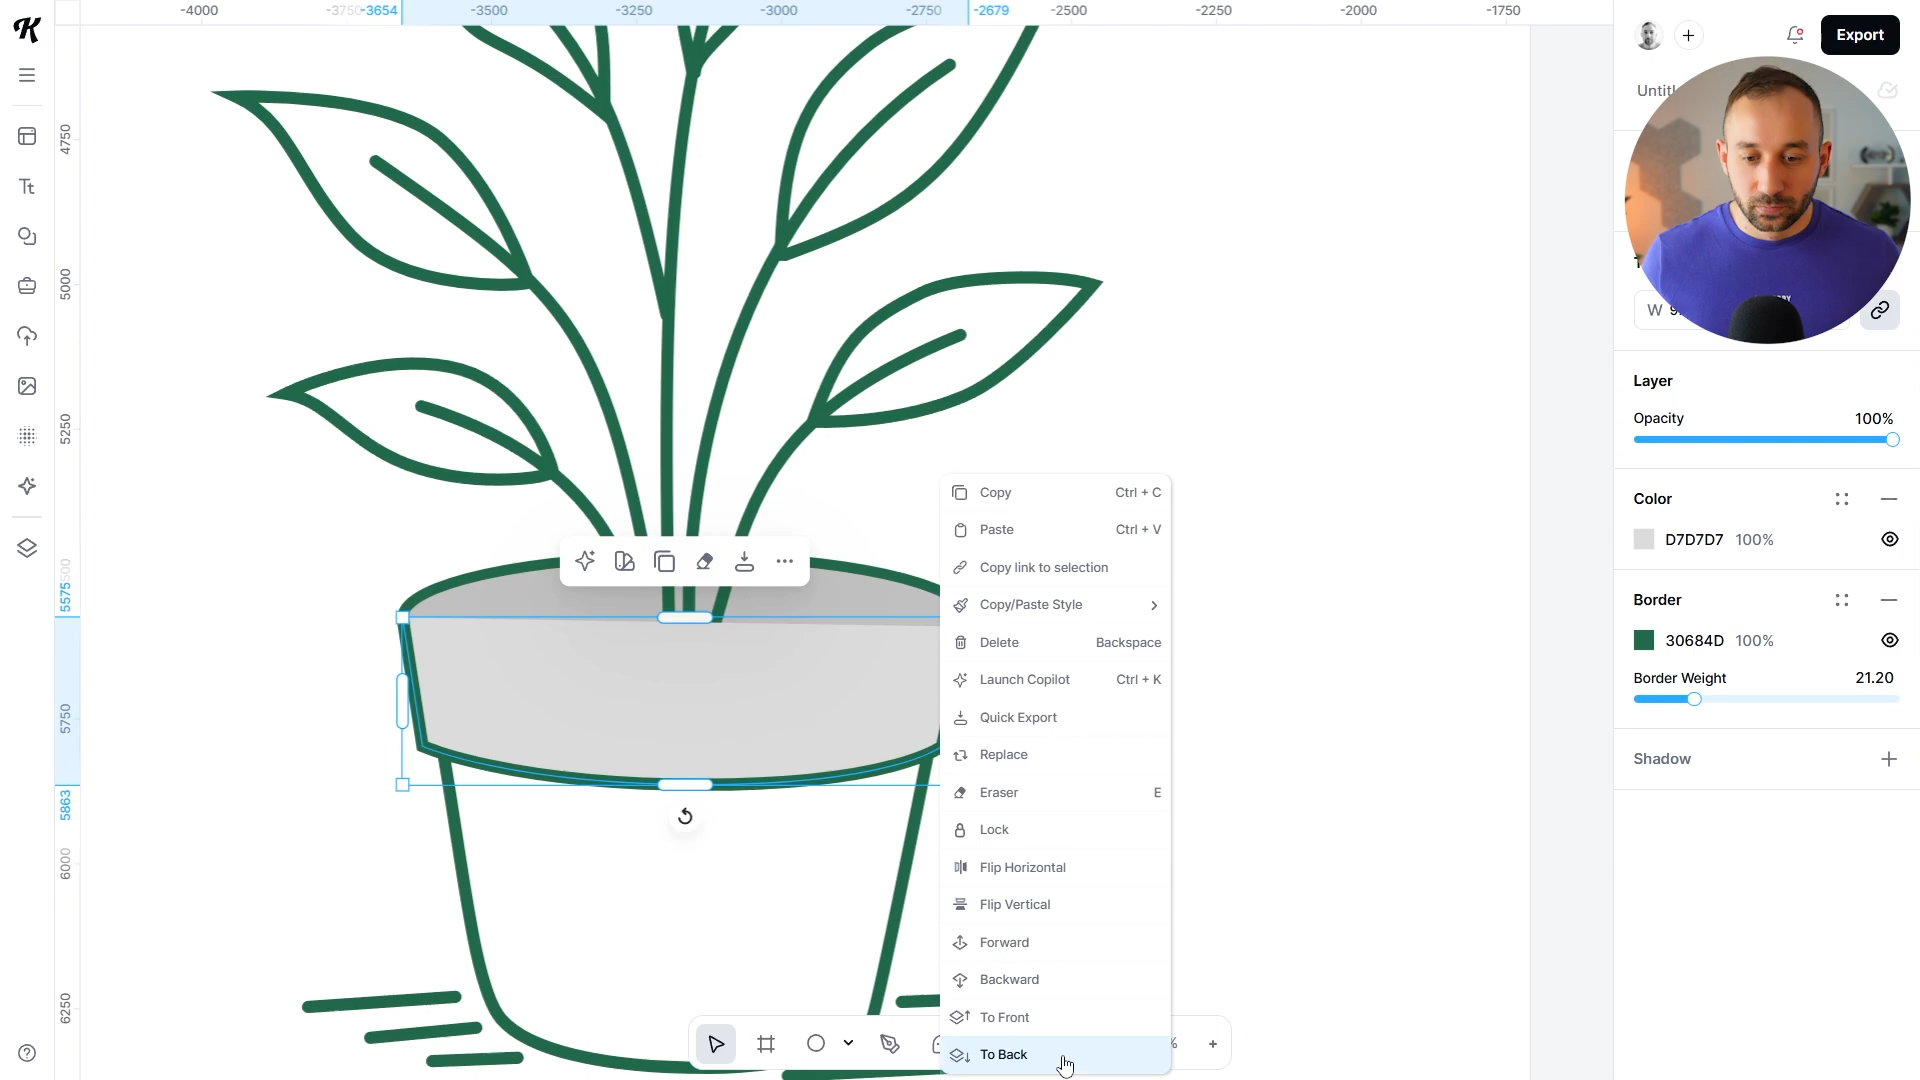 -4000
-3654
-3500
-3250
-3000
-2750
-2679
-2500
-2250
-2000
-1750
Export
4750
Tt
5000
W
Layer
Opacity 100%
5250
Copy Ctrl + C
Color
Paste Ctrl + V
D7D7D7 100%
Copy link to selection
5575
Copy/Paste Style
Border
Delete Backspace
30684D 100%
Launch Copilot Ctrl + K
Border Weight 21.20
5750
Quick Export
Replace
Shadow
Eraser E
5863
Lock
6000
Flip Horizontal
Flip Vertical
Forward
Backward
6250
To Front
To Back
%